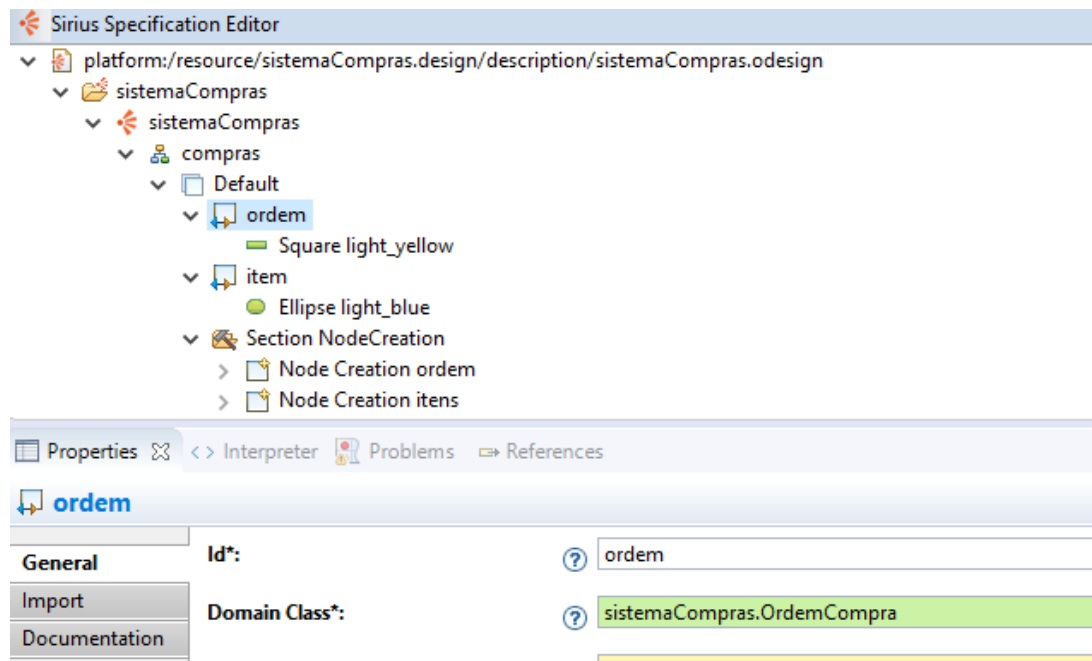 Sirius Specification Editor
platform:/resource/sistemaCompras.design/description/sistemaCompras.odesign
sistemaCompras
sistemaCompras
compras
Default
ordem
Square light_yellow
item
Ellipse light_blue
Section NodeCreation
Node Creation ordem
Node Creation itens
Properties Interpreter Problems References
ordem
General Id*: ordem
Import
Domain Class*: sistemaCompras.OrdemCompra
Documentation